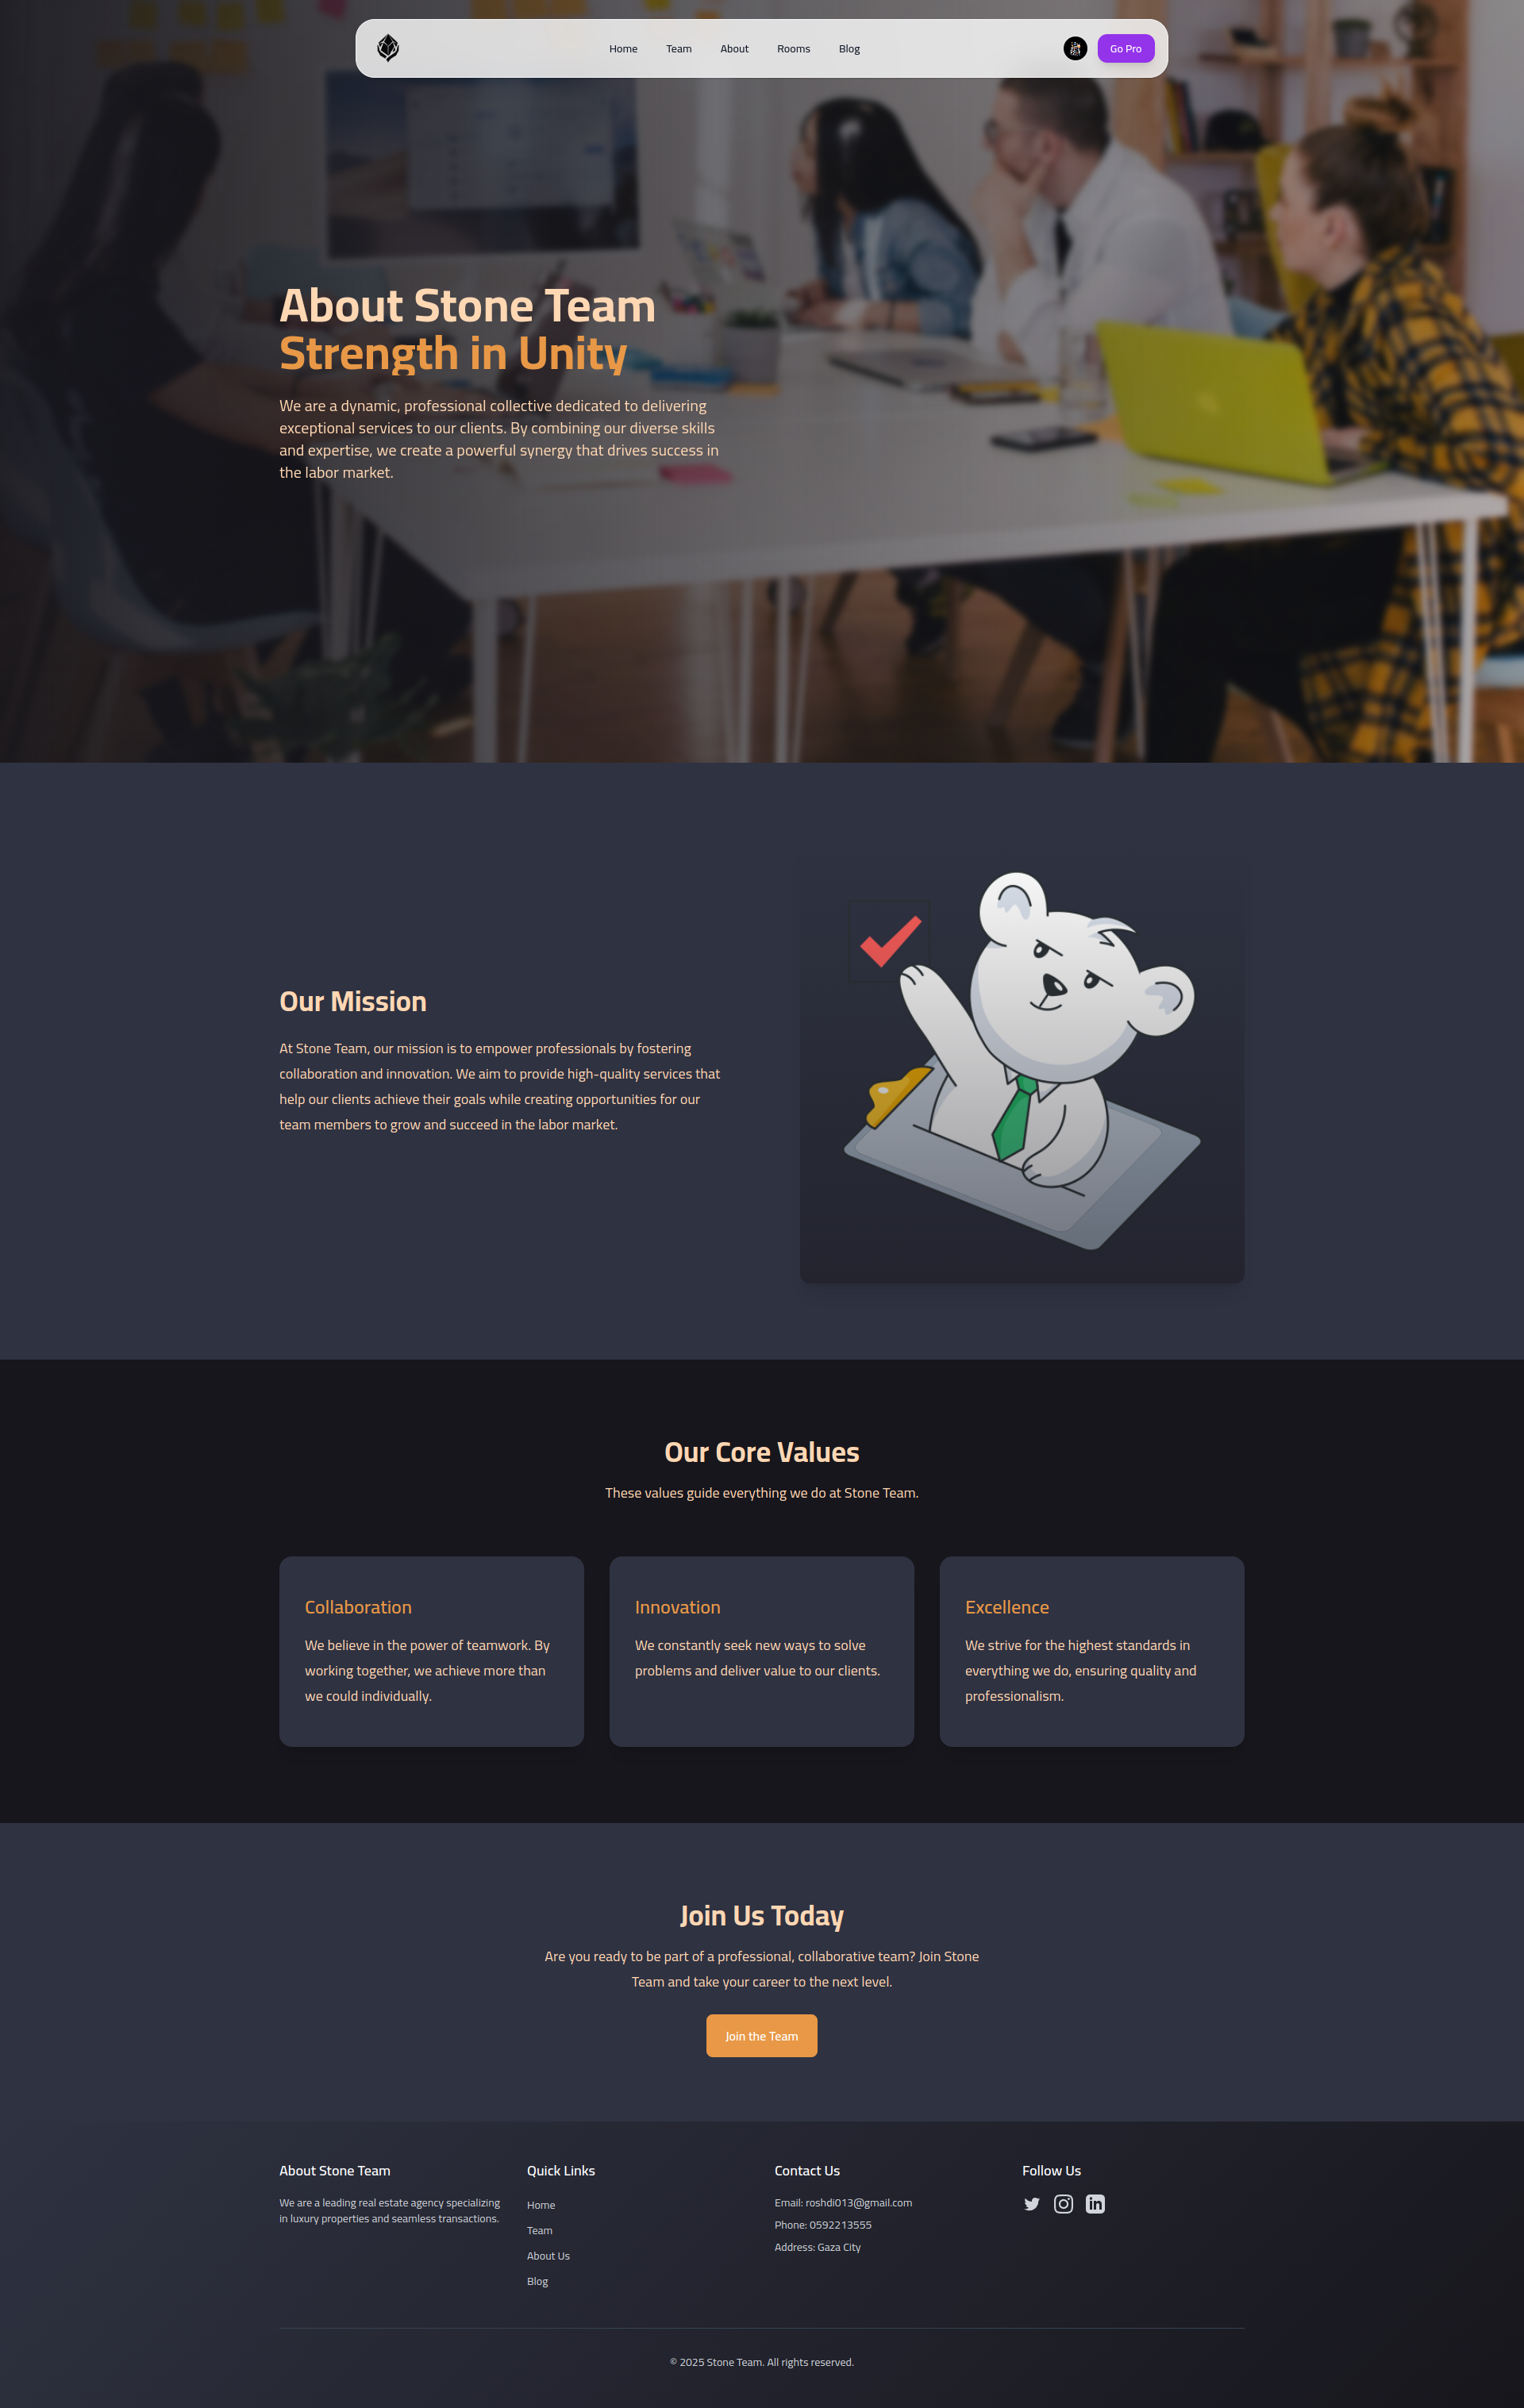 Home Team About Rooms Blog Go Pro
About Stone Team
Strength in Unity
We are a dynamic, professional collective dedicated to delivering
exceptional services to our clients. By combining our diverse skills
and expertise, we create a powerful synergy that drives success in
the labor market.
Our Mission
At Stone Team, our mission is to empower professionals by fostering
collaboration and innovation. We aim to provide high-quality services that
help our clients achieve their goals while creating opportunities for our
team members to grow and succeed in the labor market.
Our Core Values
These values guide everything we do at Stone Team.
Collaboration
We believe in the power of teamwork. By
working together, we achieve more than
we could individually.
Innovation
We constantly seek new ways to solve
problems and deliver value to our clients.
Excellence
We strive for the highest standards in
everything we do, ensuring quality and
professionalism.
Join Us Today
Are you ready to be part of a professional, collaborative team? Join Stone
Team and take your career to the next level.
Join the Team
About Stone Team
We are a leading real estate agency specializing
in luxury properties and seamless transactions.
Quick Links
Home
Team
About Us
Blog
Contact Us
Email: roshdi013@gmail.com
Phone: 0592213555
Address: Gaza City
Follow Us
© 2025 Stone Team. All rights reserved.